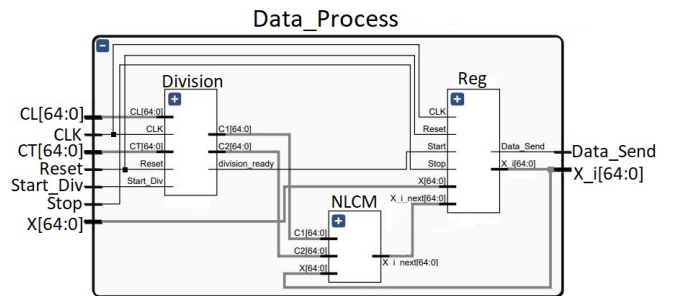 Data_Process
Division
Reg
CL[64:0]
CLK
CT[64:0]
Reset
Start_Div
Stop
X[64:0]
CL[64:0]
CLK
CT[64:0]
Reset
Start_Div
C1[64:0]
C2[64:0]
division_ready
CLK
Reset
Start
Stop
X[64:0]
X_i_next[64:0]
Data_Send
X_i[64:0]
Data_Send
X_i[64:0]
NLCM
C1[64:0]
C2[64:0]
X[64:0]
X_i_next[64:0]